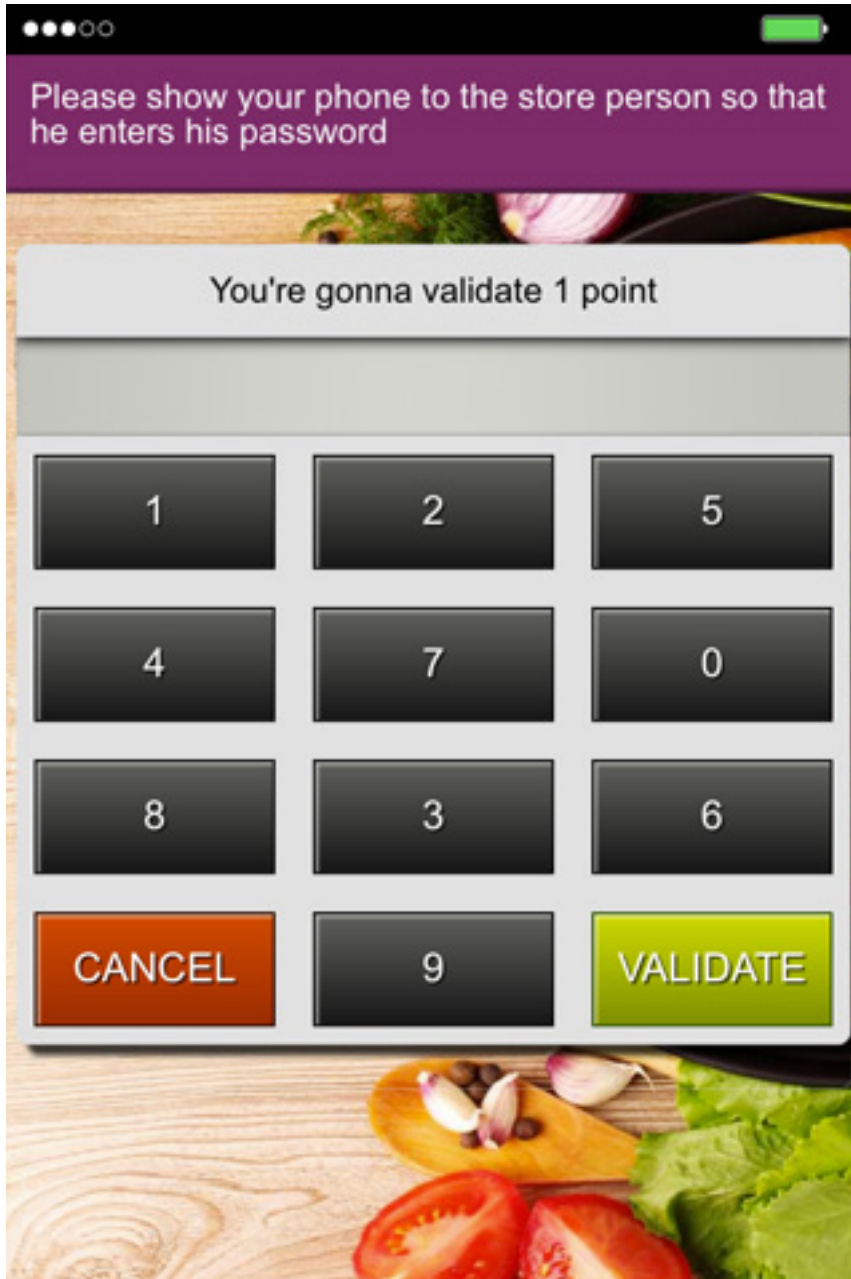 Please show your phone to the store person so that
he enters his password
You're gonna validate 1 point
1 2 5
4 7 0
8 3 6
CANCEL 9 VALIDATE